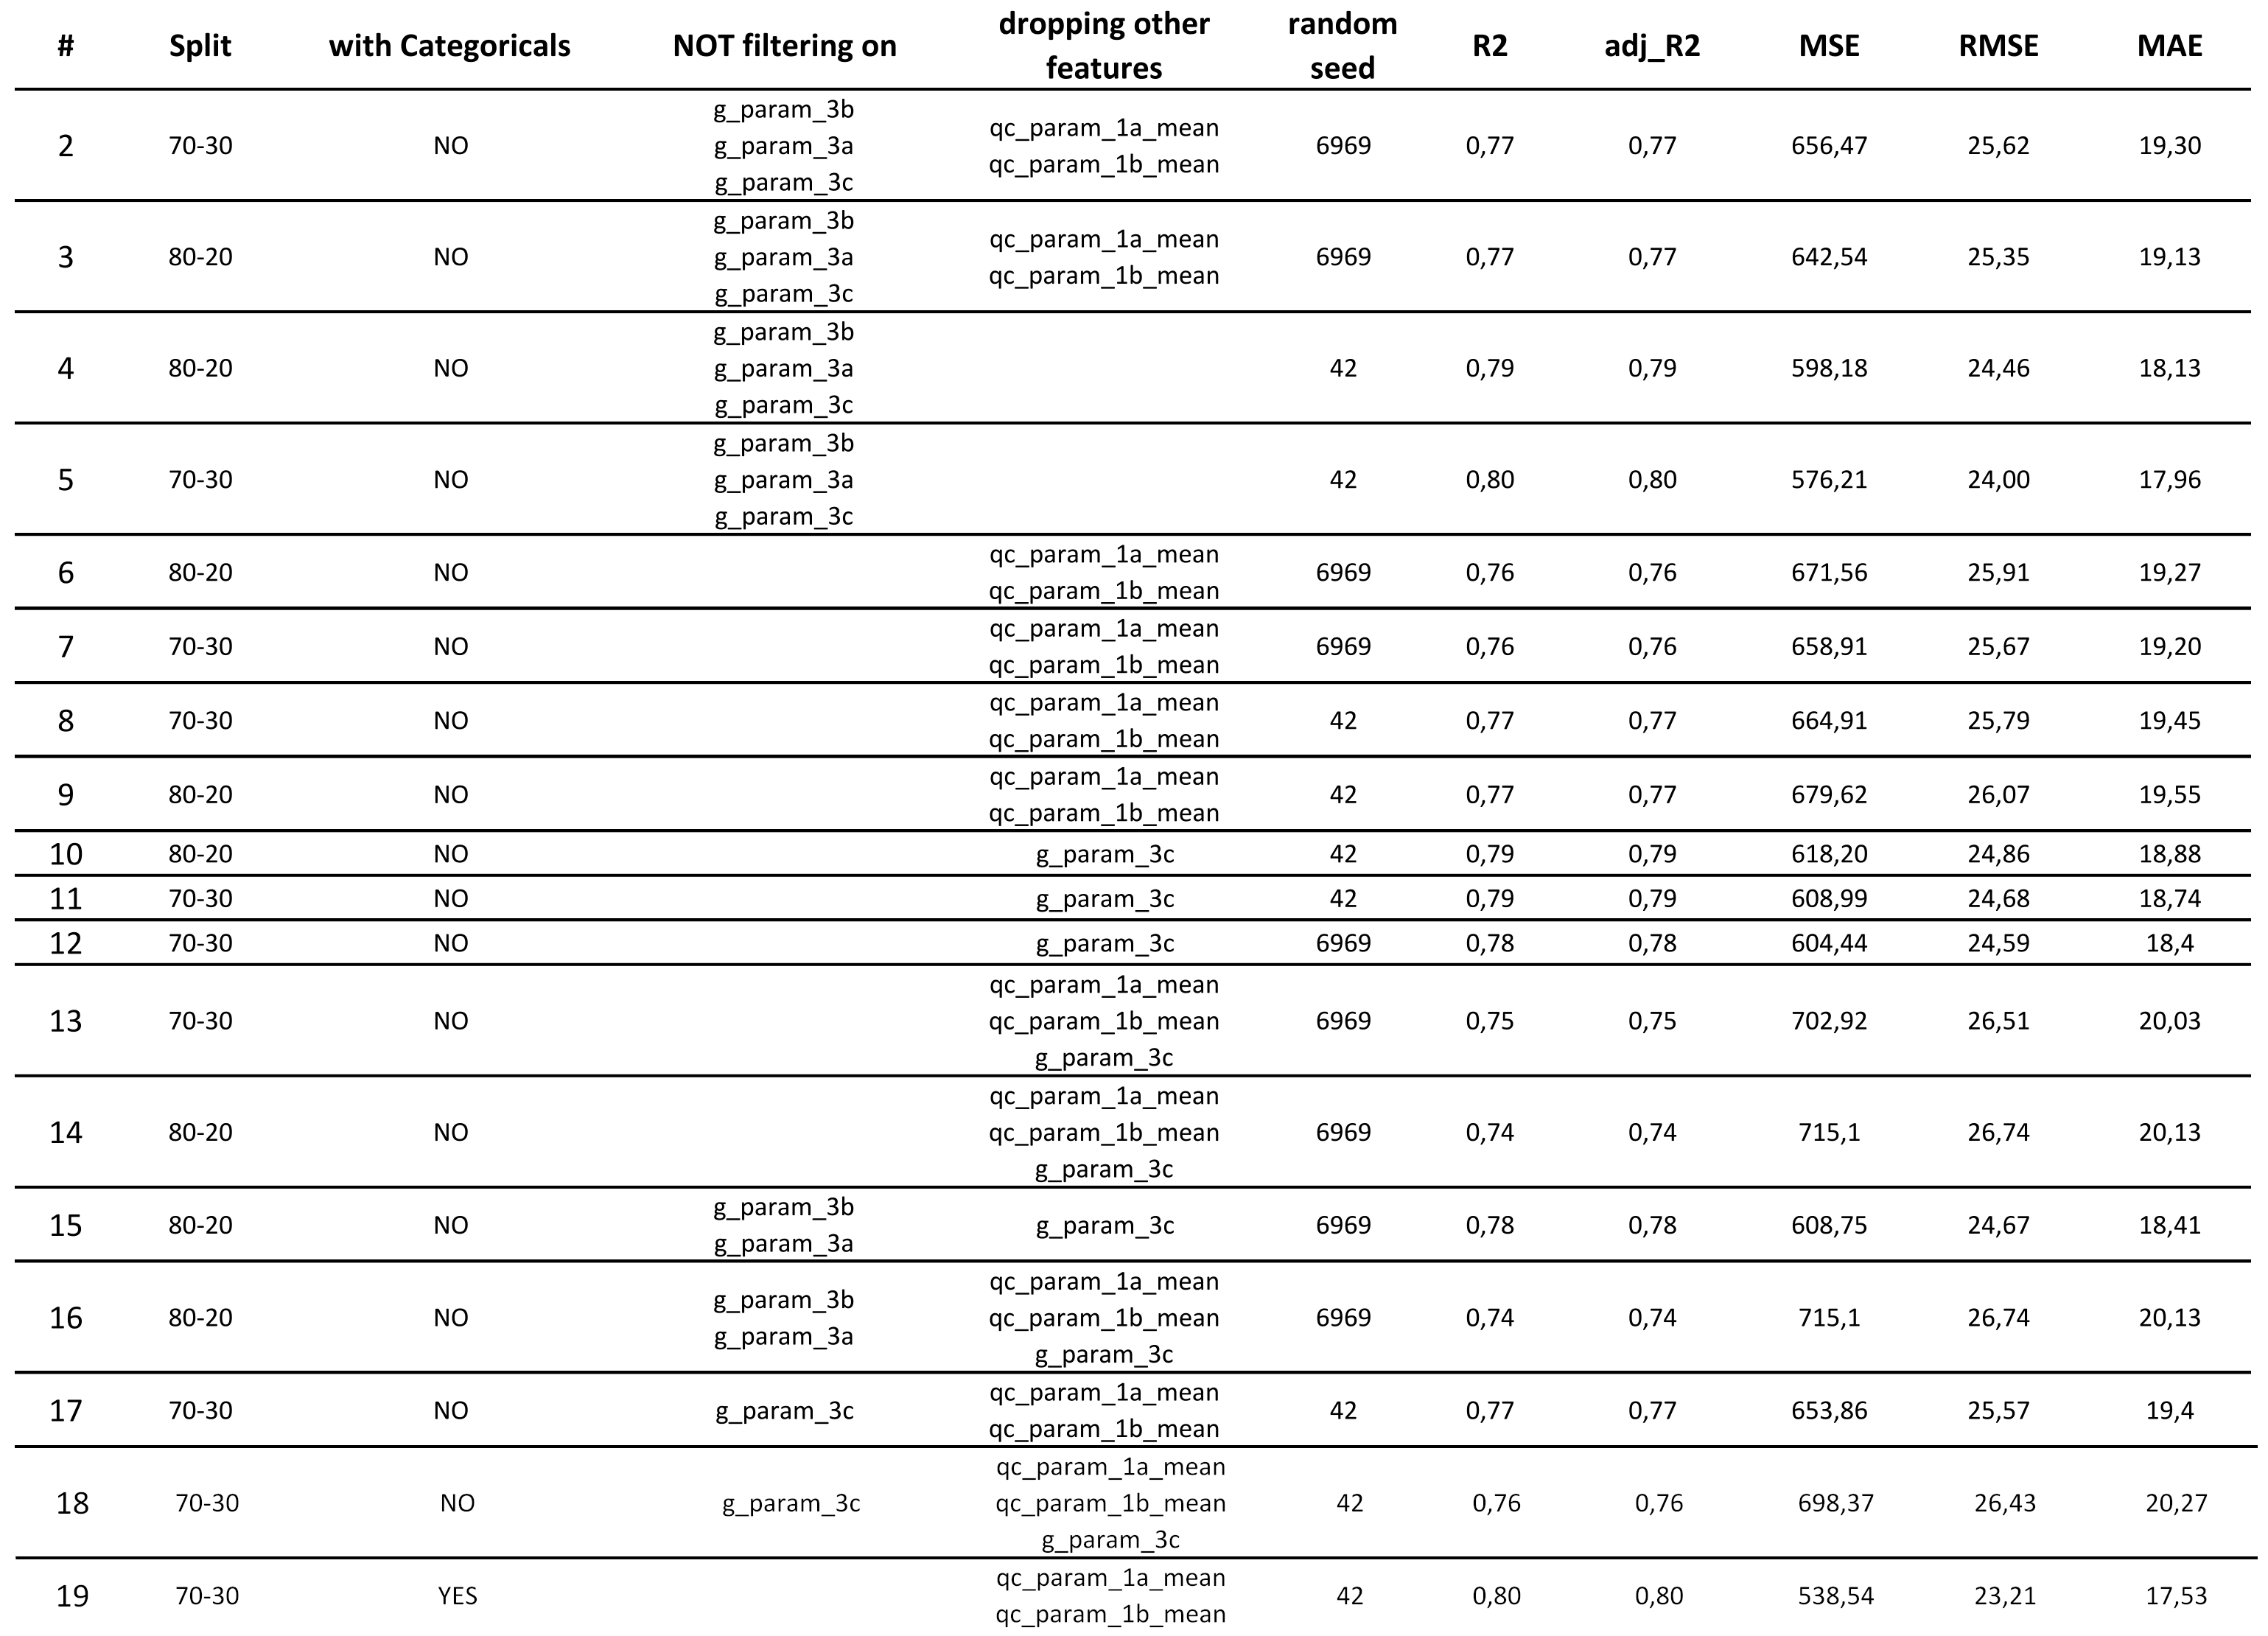 # Split with Categoricals NOT filtering on dropping other features random seed R2 adj_R2 MSE RMSE MAE
2 70-30 NO g_param_3b g_param_3a g_param_3c qc_param_1a_mean qc_param_1b_mean 6969 0,77 0,77 656,47 25,62 19,30
3 80-20 NO g_param_3b g_param_3a g_param_3c qc_param_1a_mean qc_param_1b_mean 6969 0,77 0,77 642,54 25,35 19,13
4 80-20 NO g_param_3b g_param_3a g_param_3c 42 0,79 0,79 598,18 24,46 18,13
5 70-30 NO g_param_3b g_param_3a g_param_3c 42 0,80 0,80 576,21 24,00 17,96
6 80-20 NO qc_param_1a_mean qc_param_1b_mean 6969 0,76 0,76 671,56 25,91 19,27
7 70-30 NO qc_param_1a_mean qc_param_1b_mean 6969 0,76 0,76 658,91 25,67 19,20
8 70-30 NO qc_param_1a_mean qc_param_1b_mean 42 0,77 0,77 664,91 25,79 19,45
9 80-20 NO qc_param_1a_mean qc_param_1b_mean 42 0,77 0,77 679,62 26,07 19,55
10 80-20 NO g_param_3c 42 0,79 0,79 618,20 24,86 18,88
11 70-30 NO g_param_3c 42 0,79 0,79 608,99 24,68 18,74
12 70-30 NO g_param_3c 6969 0,78 0,78 604,44 24,59 18,4
13 70-30 NO qc_param_1a_mean qc_param_1b_mean g_param_3c 6969 0,75 0,75 702,92 26,51 20,03
14 80-20 NO qc_param_1a_mean qc_param_1b_mean g_param_3c 6969 0,74 0,74 715,1 26,74 20,13
15 80-20 NO g_param_3b g_param_3a g_param_3c 6969 0,78 0,78 608,75 24,67 18,41
16 80-20 NO g_param_3b g_param_3a qc_param_1a_mean qc_param_1b_mean g_param_3c 6969 0,74 0,74 715,1 26,74 20,13
17 70-30 NO g_param_3c qc_param_1a_mean qc_param_1b_mean 42 0,77 0,77 653,86 25,57 19,4
18 70-30 NO g_param_3c qc_param_1a_mean qc_param_1b_mean g_param_3c 42 0,76 0,76 698,37 26,43 20,27
19 70-30 YES qc_param_1a_mean qc_param_1b_mean 42 0,80 0,80 538,54 23,21 17,53